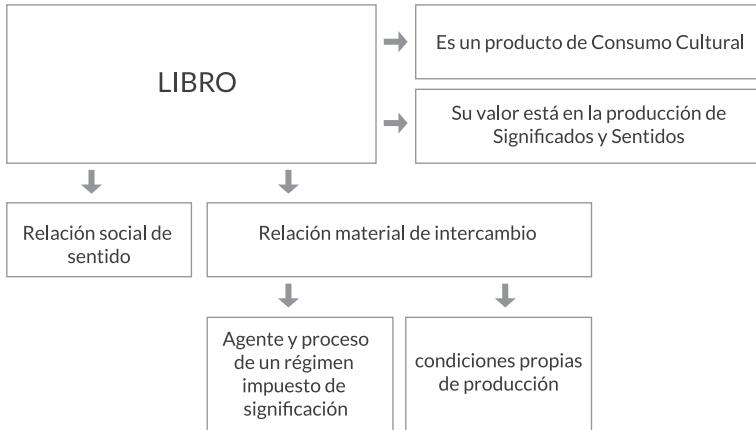 LIBRO
Es un producto de Consumo Cultural
Su valor está en la producción de
Significados y Sentidos
Relación social de
sentido
Relación material de intercambio
Agente y proceso
de un régimen
impuesto de
significación
condiciones propias
de producción